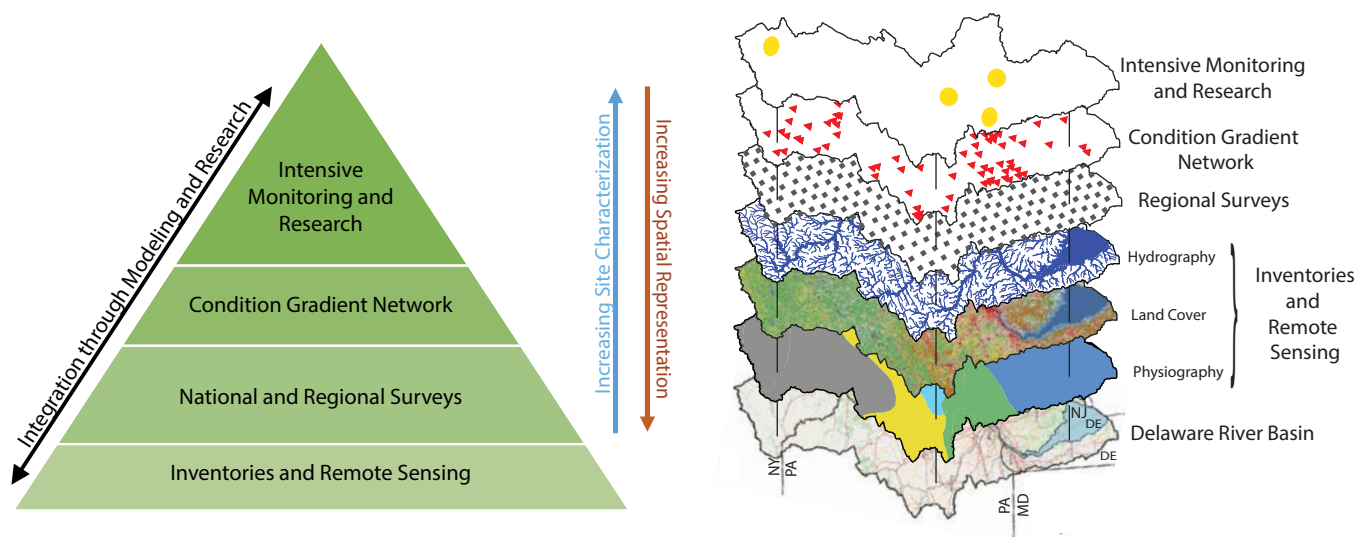 Integration through Modeling and Research
Intensive
Monitoring and
Research
Condition Gradient Network
National and Regional Surveys
Inventories and Remote Sensing
Increasing Site Characterization
Increasing Spatial Representation
Intensive Monitoring
and Research
Condition Gradient
Network
Regional Surveys
Hydrography
Land Cover
Physiography
Inventories
and
Remote
Sensing
Delaware River Basin
NJ
DE
DE
NY
PA
PA
MD